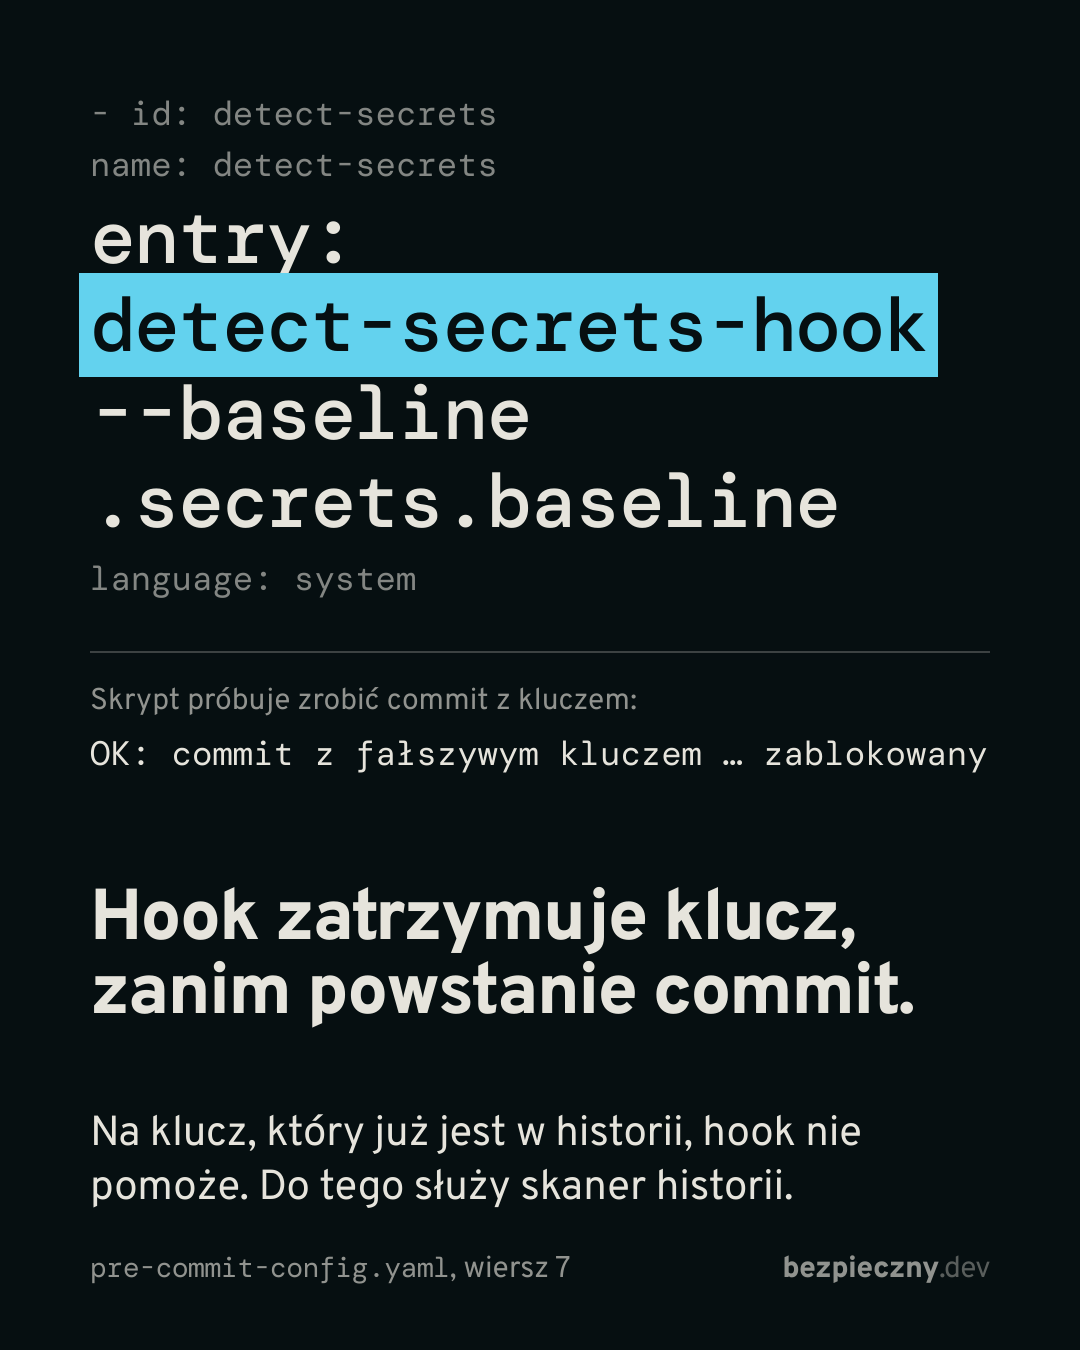 - id: detect-secrets
name: detect-secrets
entry:
detect-secrets-hook
--baseline
.secrets.baseline
language: system
Skrypt próbuje zrobić commit z kluczem:
OK: commit z fałszywym kluczem … zablokowany
Hook zatrzymuje klucz,
zanim powstanie commit.
Na klucz, który już jest w historii, hook nie
pomoże. Do tego służy skaner historii.
pre-commit-config.yaml, wiersz 7
bezpieczny.dev